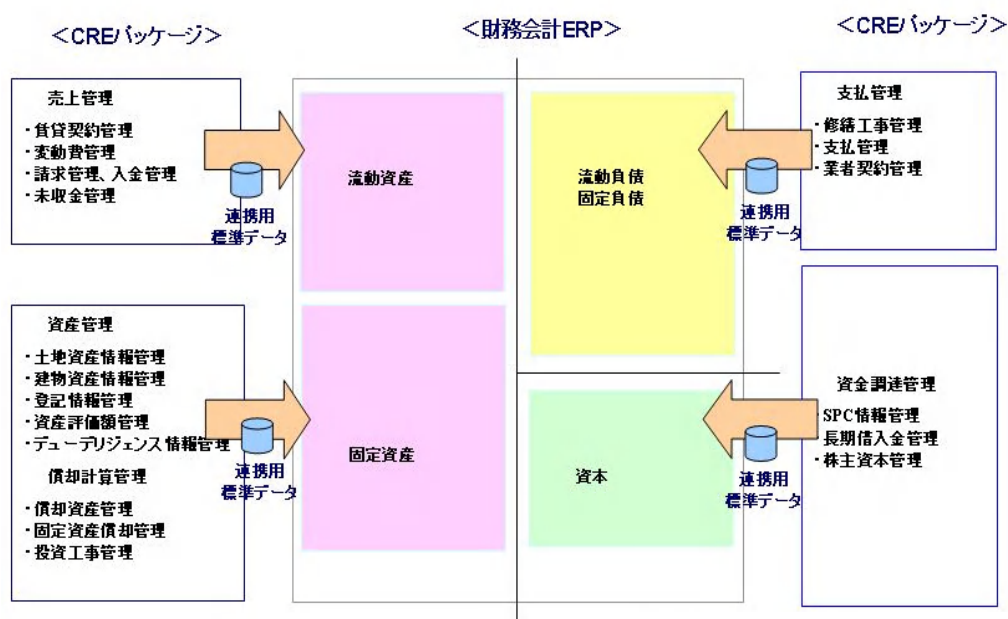 ＜CREパッケージ＞
＜財務会計ERP＞
＜CREパッケージ＞
売上管理
・賃貸契約管理
・変動費管理
・請求管理、入金管理
・未収金管理
連携用
標準データ
流動資産
流動負債
固定負債
支払管理
・修繕工事管理
・支払管理
・業者契約管理
連携用
標準データ
資産管理
・土地資産情報管理
・建物資産情報管理
・登記情報管理
・資産評価額管理
・デューデリジェンス情報管理
償却計算管理
・償却資産管理
・固定資産償却管理
・投資工事管理
連携用
標準データ
固定資産
資本
資金調達管理
・SPC情報管理
・長期借入金管理
・株主資本管理
連携用
標準データ